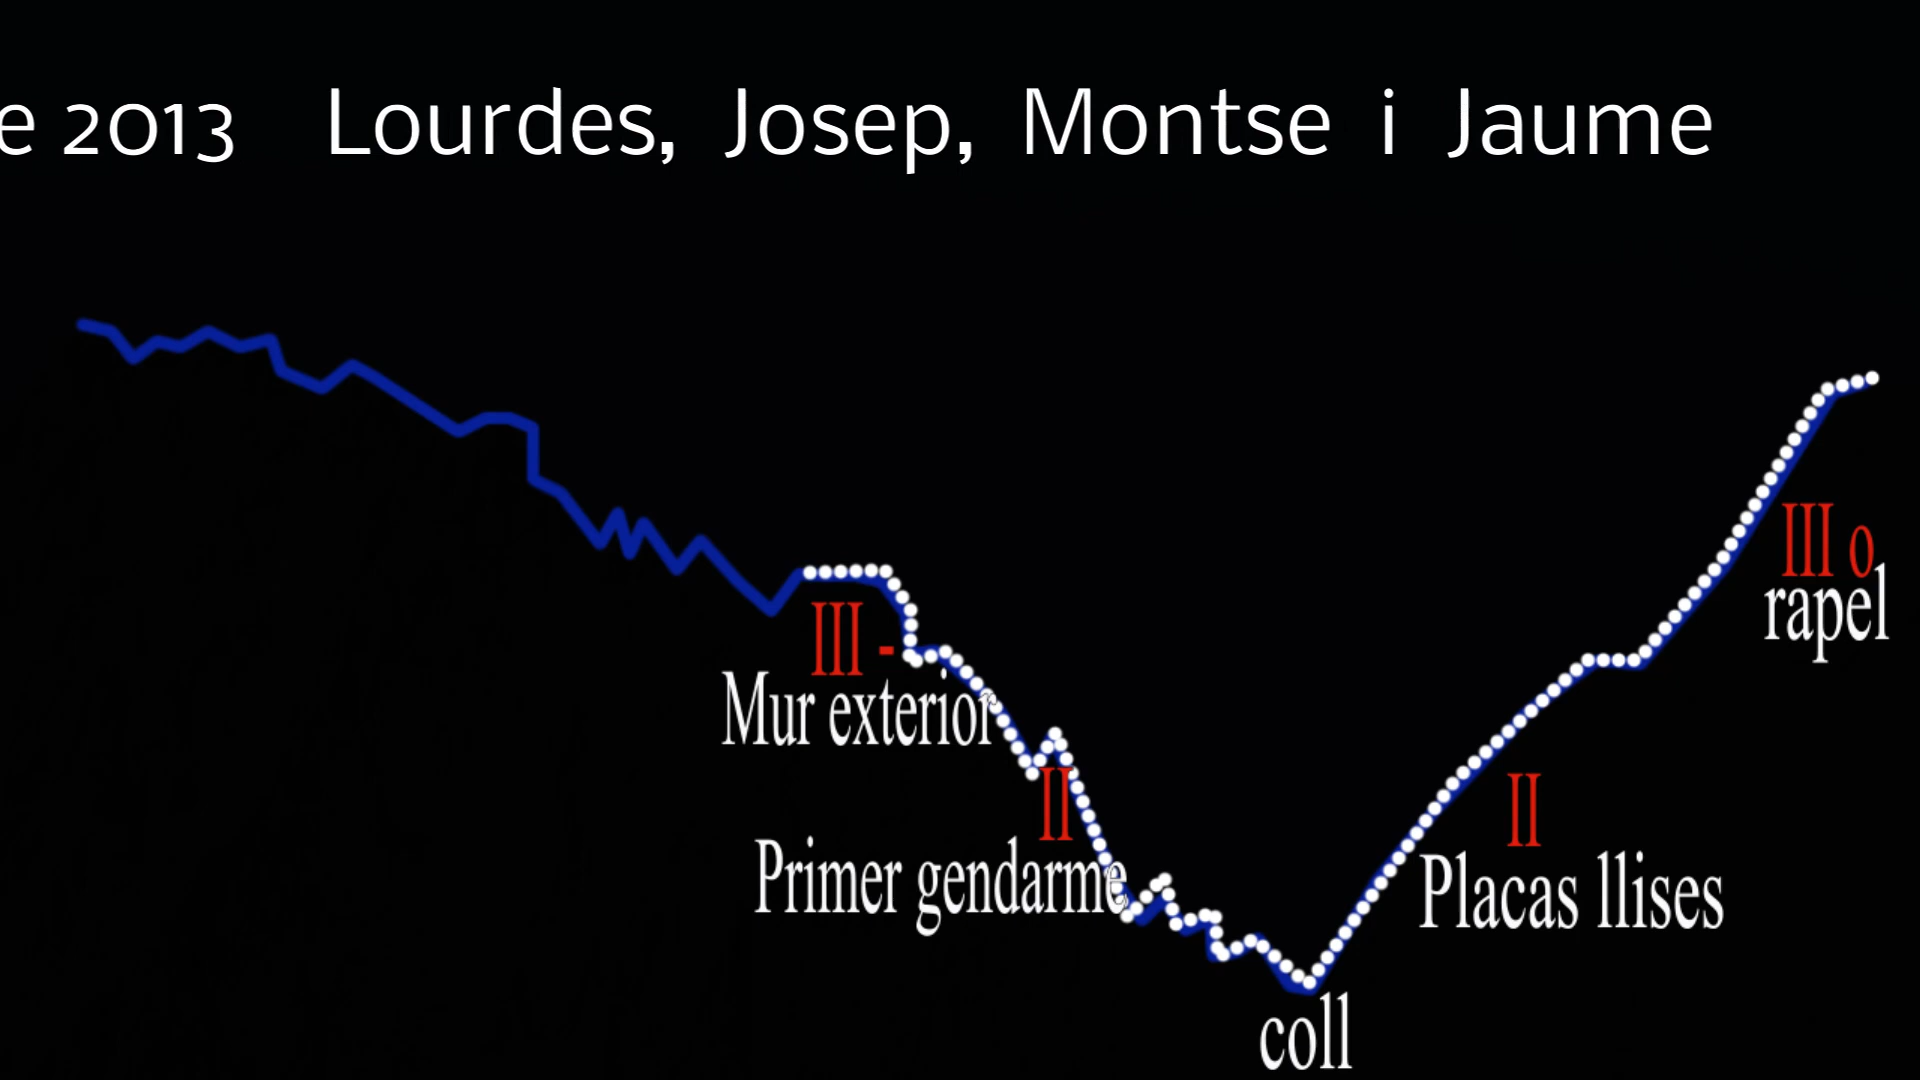 e 2013 Lourdes, Josep, Montse i Jaume
III o
rapel
III -
Mur exterior
II
Primer gendarme
II
Placas llises
coll